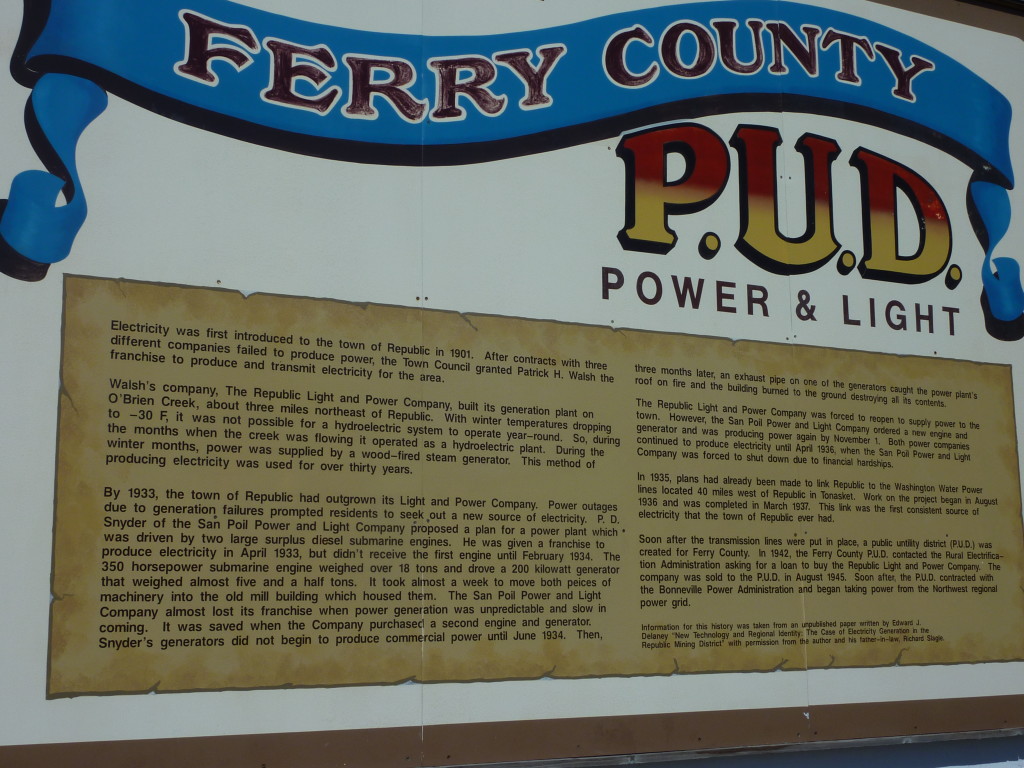 FERRY COUNTY
P.U.D.
POWER & LIGHT
Electricity was first introduced to the town of Republic in 1901. After contracts with three
different companies failed to produce power, the Town Council granted Patrick H. Walsh the
franchise to produce and transmit electricity for the area.
Walsh's company, The Republic Light and Power Company, built its generation plant on
O'Brien Creek, about three miles northeast of Republic. With winter temperatures dropping
to -30 F, it was not possible for a hydroelectric system to operate year-round. So, during
the months when the creek was flowing it operated as a hydroelectric plant. During the
winter months, power was supplied by a wood-fired steam generator. This method of
producing electricity was used for over thirty years.
By 1933, the town of Republic had outgrown its Light and Power Company. Power outages
due to generation failures prompted residents to seek out a new source of electricity. P. D.
Snyder of the San Poil Power and Light Company proposed a plan for a power plant which
was driven by two large surplus diesel submarine engines. He was given a franchise to
produce electricity in April 1933, but didn't receive the first engine until February 1934. The
350 horsepower submarine engine weighed over 18 tons and drove a 200 kilowatt generator
that weighed almost five and a half tons. It took almost a week to move both peices of
machinery into the old mill building which housed them. The San Poil Power and Light
Company almost lost its franchise when power generation was unpredictable and slow in
coming. It was saved when the Company purchased a second engine and generator.
Snyder's generators did not begin to produce commercial power until June 1934. Then,
three months later, an exhaust pipe on one of the generators caught the power plant's
roof on fire and the building burned to the ground destroying all its contents.
The Republic Light and Power Company was forced to reopen to supply power to the
town. However, the San Poil Power and Light Company ordered a new engine and
generator and was producing power again by November 1. Both power companies
continued to produce electricity until April 1936, when the San Poil Power and Light
Company was forced to shut down due to financial hardships.
In 1935, plans had already been made to link Republic to the Washington Water Power
lines located 40 miles west of Republic in Tonasket. Work on the project began in August
1936 and was completed in March 1937. This link was the first consistent source of
electricity that the town of Republic ever had.
Soon after the transmission lines were put in place, a public untility district (P.U.D.) was
created for Ferry County. In 1942, the Ferry County P.U.D. contacted the Rural Electrifica-
tion Administration asking for a loan to buy the Republic Light and Power Company. The
company was sold to the P.U.D. in August 1945. Soon after, the P.U.D. contracted with
the Bonneville Power Administration and began taking power from the Northwest regional
power grid.
Information for this history was taken from an unpublished paper written by Edward J.
Delaney "New Technology and Regional Identity: The Case of Electricity Generation in the
Republic Mining District" with permission from the author and his father-in-law, Richard Slagle.